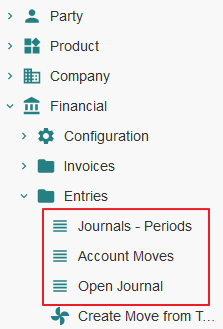 Party
Product
Company
Financial
Configuration
Invoices
Entries
Journals - Periods
Account Moves
Open Journal
Create Move from T...